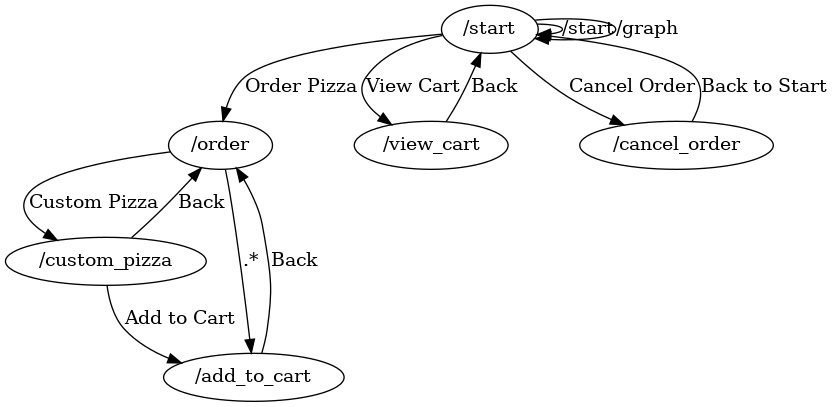 /start
/start
/graph
Order Pizza
View Cart
Back
Cancel Order
Back to Start
/order
/view_cart
/cancel_order
Custom Pizza
Back
.*
Back
/custom_pizza
Add to Cart
/add_to_cart